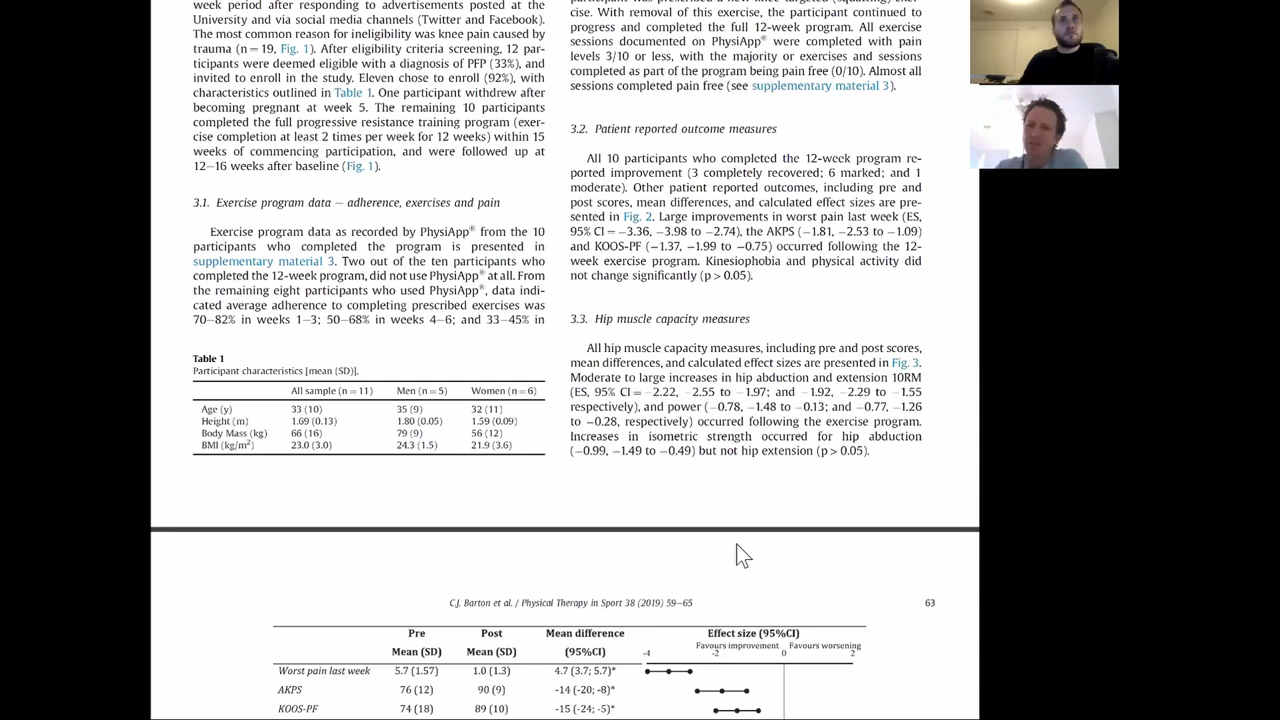 week period after responding to advertisements posted at the
University and via social media channels (Twitter and Facebook).
The most common reason for ineligibility was knee pain caused by
trauma (n = 19, Fig. 1). After eligibility criteria screening, 12 par-
ticipants were deemed eligible with a diagnosis of PFP (33%), and
invited to enroll in the study. Eleven chose to enroll (92%), with
characteristics outlined in Table 1. One participant withdrew after
becoming pregnant at week 5. The remaining 10 participants
completed the full progressive resistance training program (exer-
cise completion at least 2 times per week for 12 weeks) within 15
weeks of commencing participation, and were followed up at
12–16 weeks after baseline (Fig. 1).
3.1. Exercise program data – adherence, exercises and pain
Exercise program data as recorded by PhysiApp® from the 10
participants who completed the program is presented in
supplementary material 3. Two out of the ten participants who
completed the 12-week program, did not use PhysiApp® at all. From
the remaining eight participants who used PhysiApp®, data indi-
cated average adherence to completing prescribed exercises was
70–82% in weeks 1–3; 50–68% in weeks 4–6; and 33–45% in
Table 1
Participant characteristics [mean (SD)].
All sample (n = 11) Men (n = 5) Women (n = 6)
Age (y) 33 (10) 35 (9) 32 (11)
Height (m) 1.69 (0.13) 1.80 (0.05) 1.59 (0.09)
Body Mass (kg) 66 (16) 79 (9) 56 (12)
BMI (kg/m²) 23.0 (3.0) 24.3 (1.5) 21.9 (3.6)
cise. With removal of this exercise, the participant continued to
progress and completed the full 12-week program. All exercise
sessions documented on PhysiApp® were completed with pain
levels 3/10 or less, with the majority or exercises and sessions
completed as part of the program being pain free (0/10). Almost all
sessions completed pain free (see supplementary material 3).
3.2. Patient reported outcome measures
All 10 participants who completed the 12-week program re-
ported improvement (3 completely recovered; 6 marked; and 1
moderate). Other patient reported outcomes, including pre and
post scores, mean differences, and calculated effect sizes are pre-
sented in Fig. 2. Large improvements in worst pain last week (ES,
95% CI = −3.36, −3.98 to −2.74), the AKPS (−1.81, −2.53 to −1.09)
and KOOS-PF (−1.37, −1.99 to −0.75) occurred following the 12-
week exercise program. Kinesiophobia and physical activity did
not change significantly (p > 0.05).
3.3. Hip muscle capacity measures
All hip muscle capacity measures, including pre and post scores,
mean differences, and calculated effect sizes are presented in Fig. 3.
Moderate to large increases in hip abduction and extension 10RM
(ES, 95% CI = −2.22, −2.55 to −1.97; and −1.92, −2.29 to −1.55
respectively), and power (−0.78, −1.48 to −0.13; and −0.77, −1.26
to −0.28, respectively) occurred following the exercise program.
Increases in isometric strength occurred for hip abduction
(−0.99, −1.49 to −0.49) but not hip extension (p > 0.05).
C.J. Barton et al. / Physical Therapy in Sport 38 (2019) 59–65
63
Pre Post Mean difference Effect size (95%CI)
Mean (SD) Mean (SD) (95%CI) Favours improvement Favours worsening
-4 -2 0 2
Worst pain last week 5.7 (1.57) 1.0 (1.3) 4.7 (3.7; 5.7)*
AKPS 76 (12) 90 (9) -14 (-20; -8)*
KOOS-PF 74 (18) 89 (10) -15 (-24; -5)*